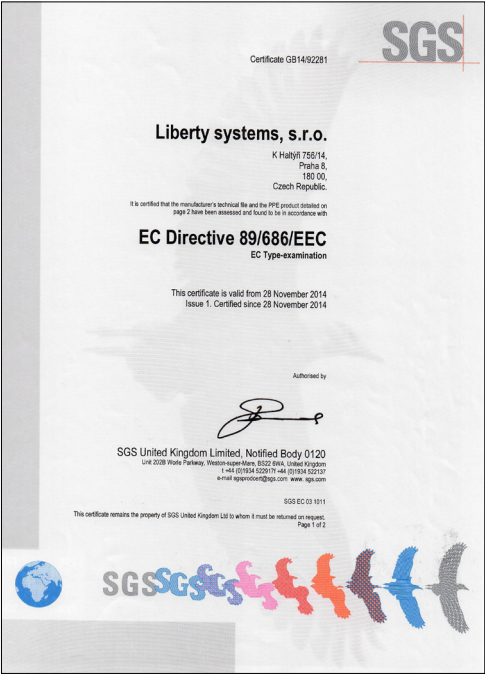 SGS
Certificate GB14/92281
Liberty systems, s.r.o.
K Haltýři 756/14,
Praha 8,
180 00,
Czech Republic.
It is certified that the manufacturer's technical file and the PPE product detailed on
page 2 have been assessed and found to be in accordance with
EC Directive 89/686/EEC
EC Type-examination
This certificate is valid from 28 November 2014
Issue 1. Certified since 28 November 2014
Authorised by
SGS United Kingdom Limited, Notified Body 0120
Unit 202B Worle Parkway, Weston-super-Mare, BS22 6WA, United Kingdom
t +44 (0)1934 522917f +44 (0)1934 522137
e-mail sgsprodcert@sgs.com www. sgs.com
SGS EC 03 1011
This certificate remains the property of SGS United Kingdom Ltd to whom it must be returned on request.
Page 1 of 2
SGSSGS